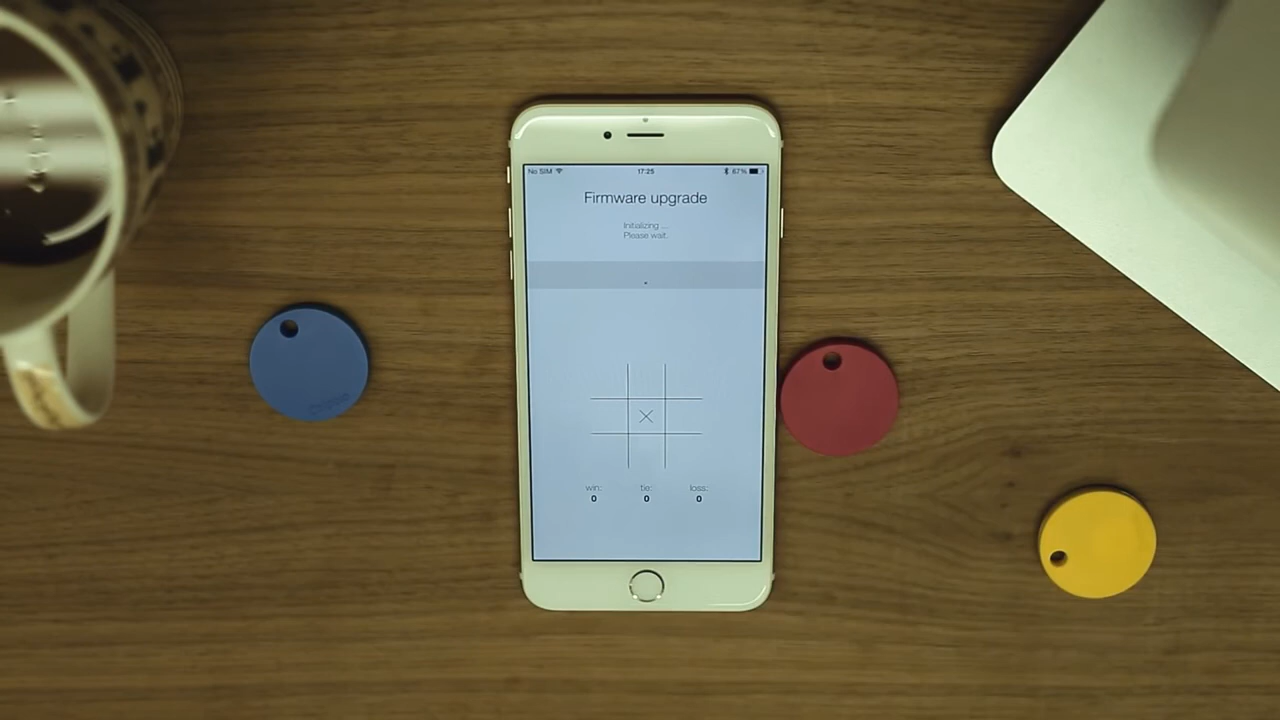 No SIM 17:25 67%
Firmware upgrade
Initializing ...
Please wait.
win: tie: loss:
0 0 0